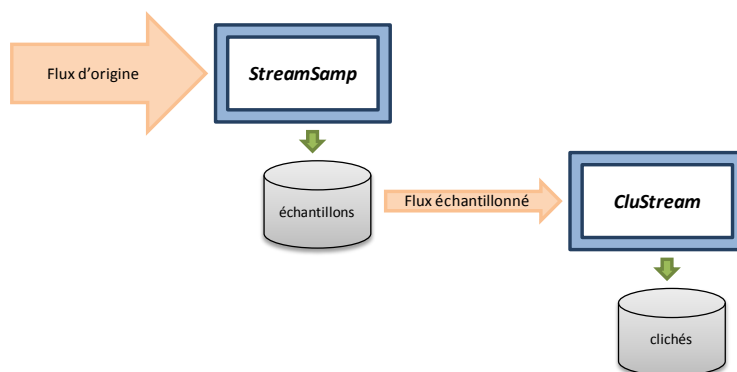 Flux d'origine
StreamSamp
échantillons
Flux échantillonné
CluStream
clichés